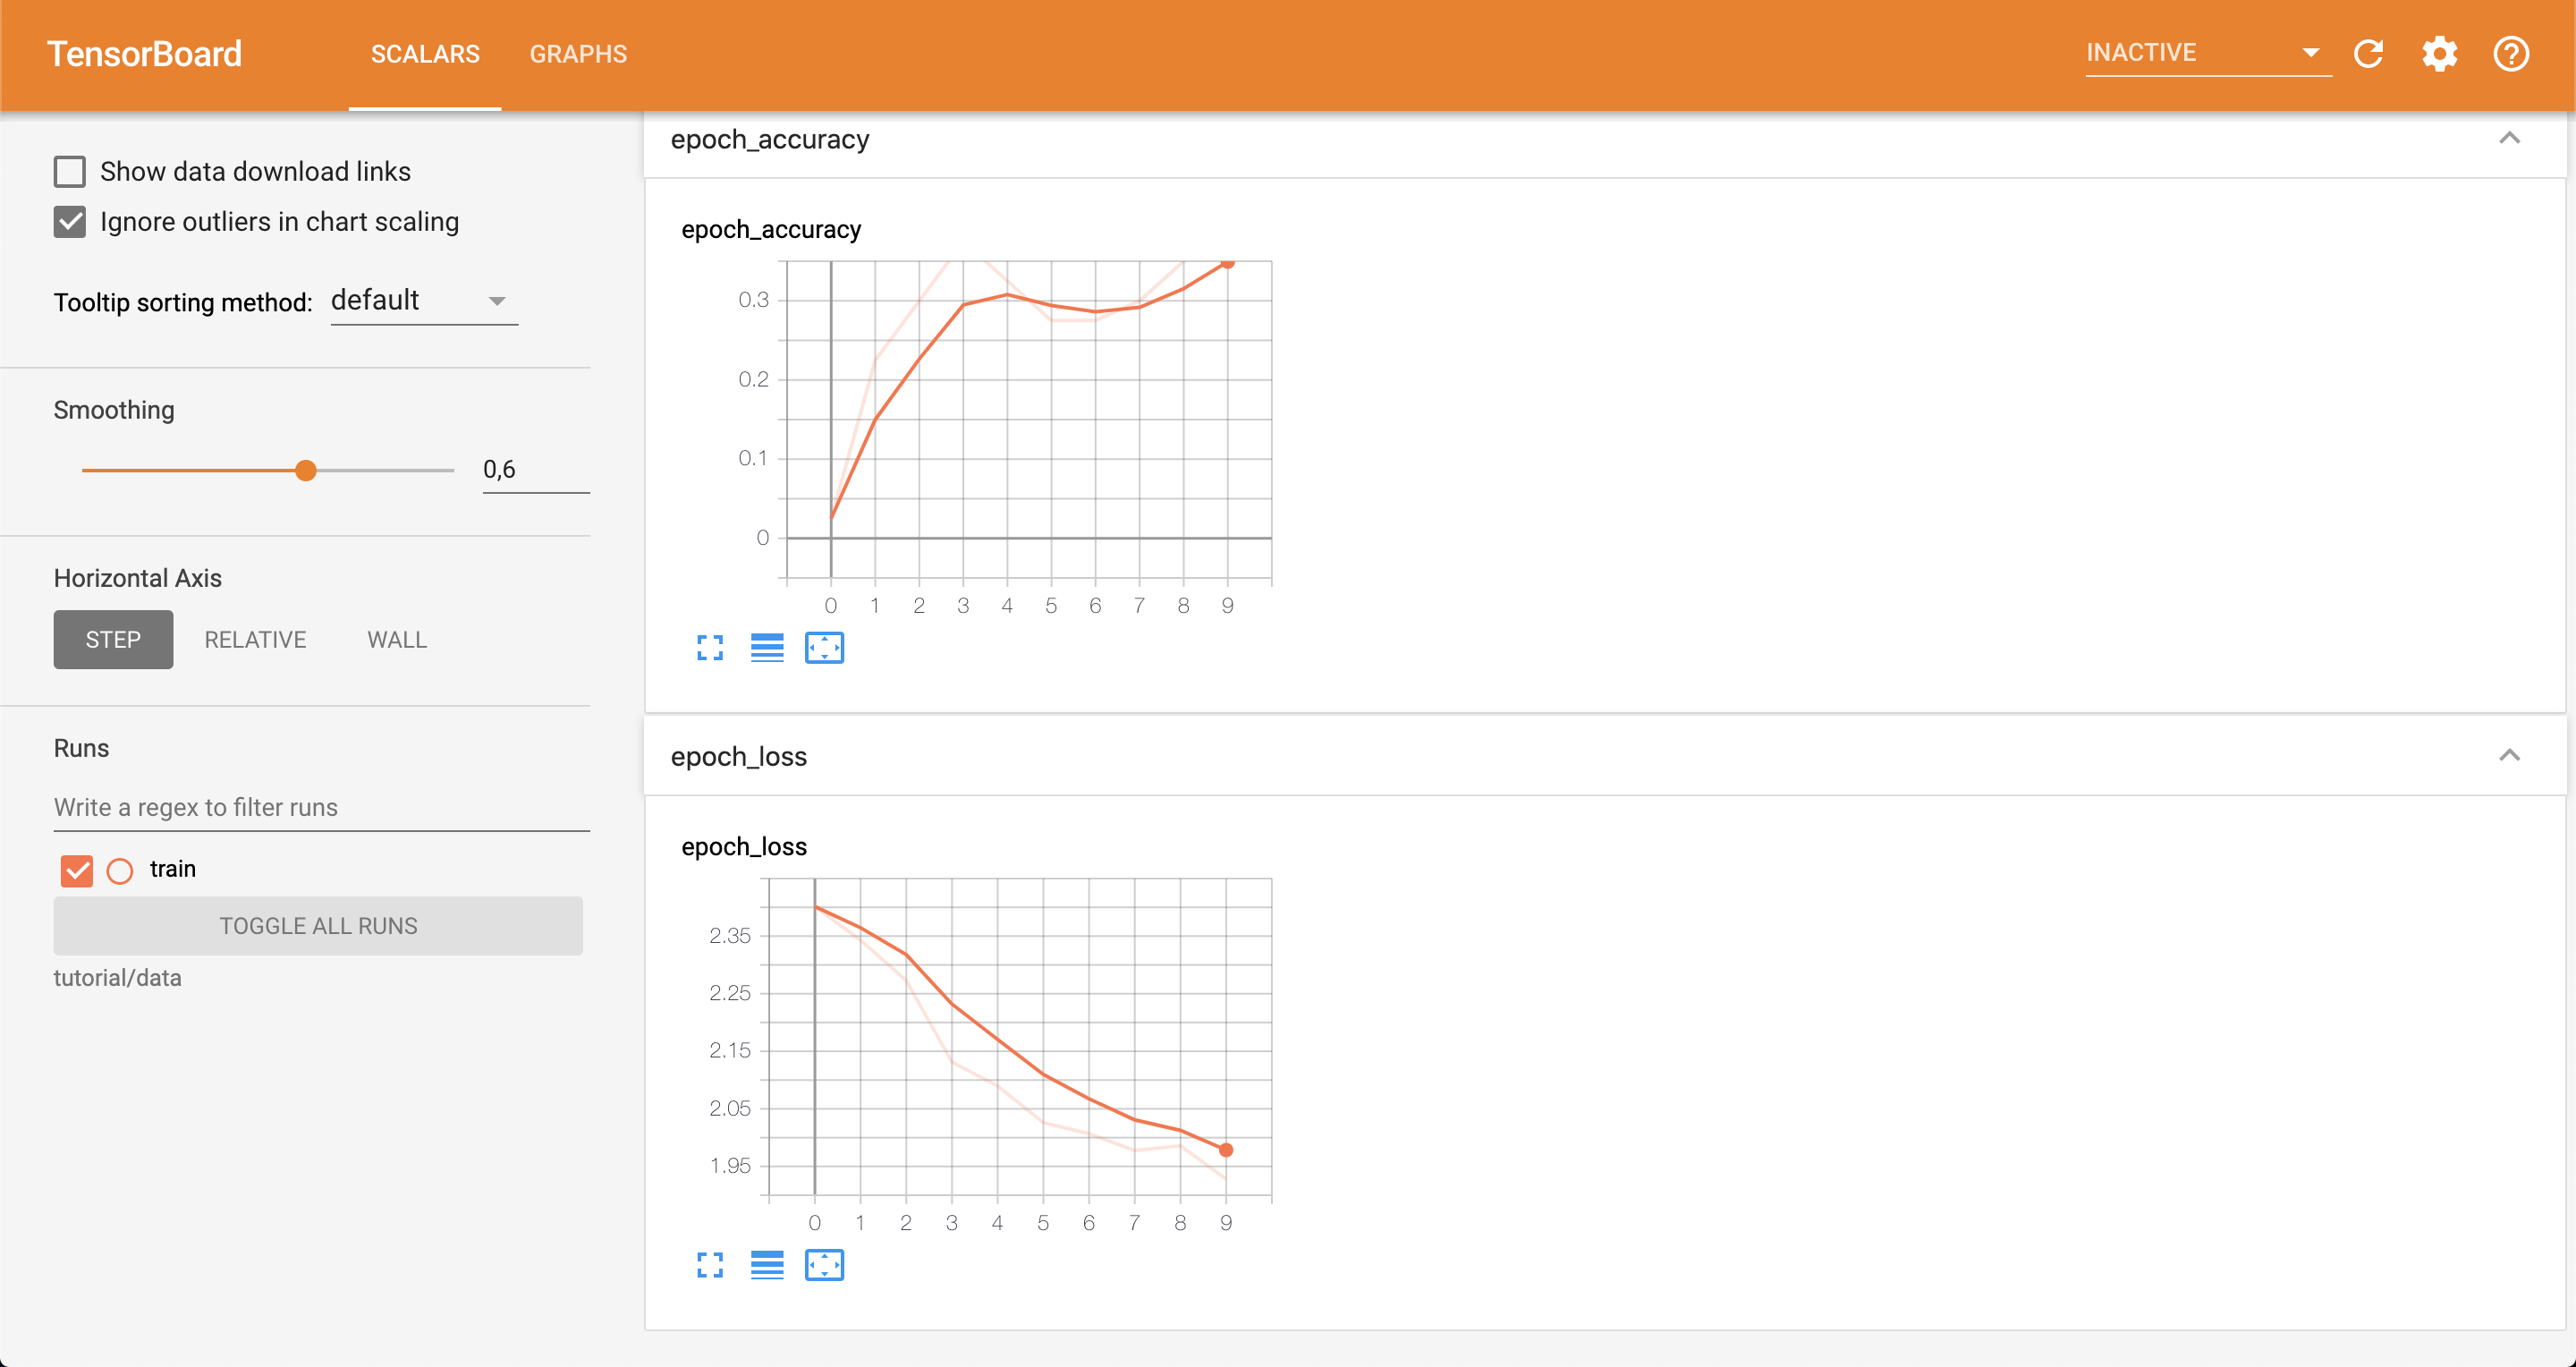 TensorBoard SCALARS GRAPHS INACTIVE
Show data download links
Ignore outliers in chart scaling
Tooltip sorting method: default
Smoothing
0,6
Horizontal Axis
STEP RELATIVE WALL
Runs
Write a regex to filter runs
train
TOGGLE ALL RUNS
tutorial/data
epoch_accuracy
epoch_accuracy
0.3
0.2
0.1
0
0 1 2 3 4 5 6 7 8 9
epoch_loss
epoch_loss
2.35
2.25
2.15
2.05
1.95
0 1 2 3 4 5 6 7 8 9